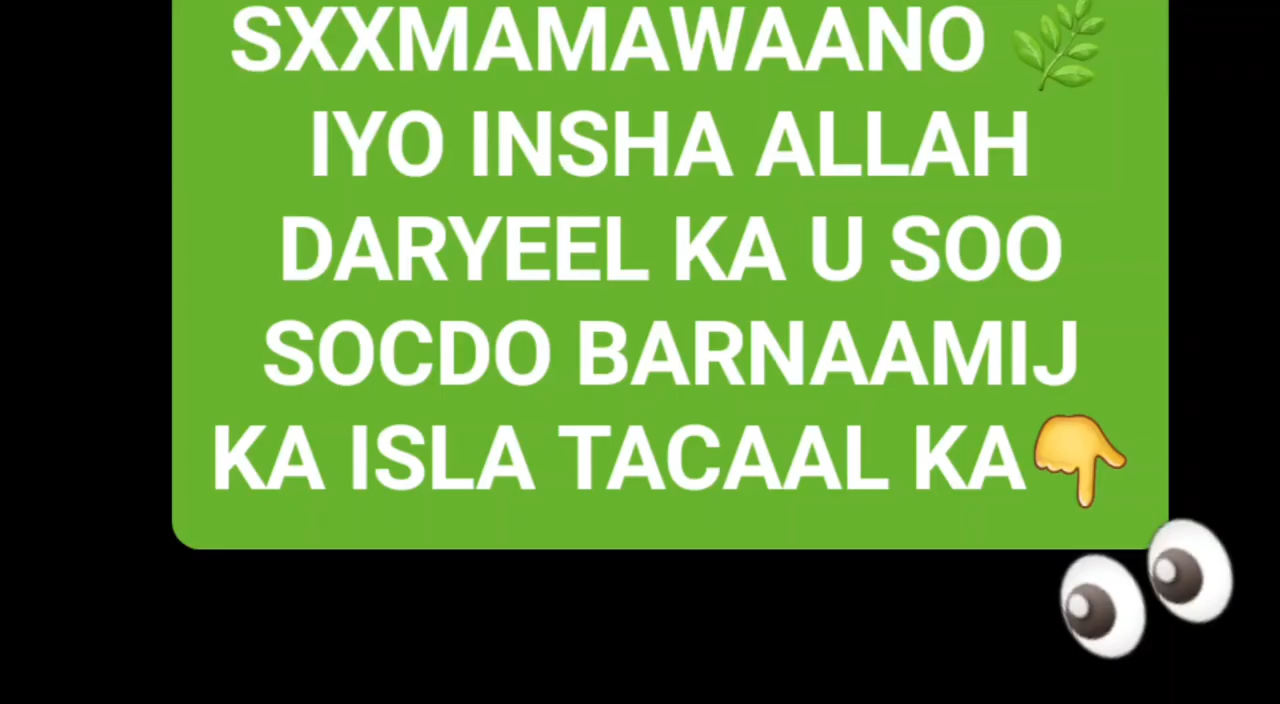 SXXMAMAWAANO 🌿
IYO INSHA ALLAH
DARYEEL KA U SOO
SOCDO BARNAAMIJ
KA ISLA TACAAL KA👇